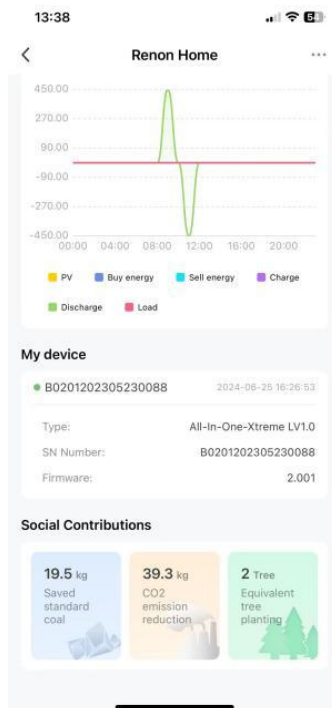 13:38
Renon Home
450.00
270.00
90.00
-90.00
-270.00
-450.00
00:00 04:00 08:00 12:00 16:00 20:00
PV Buy energy Sell energy Charge
Discharge Load
My device
B0201202305230088 2024-06-25 16:26:53
Type: All-In-One-Xtreme LV1.0
SN Number: B0201202305230088
Firmware: 2.001
Social Contributions
19.5 kg
Saved
standard
coal
39.3 kg
CO2
emission
reduction
2 Tree
Equivalent
tree
planting